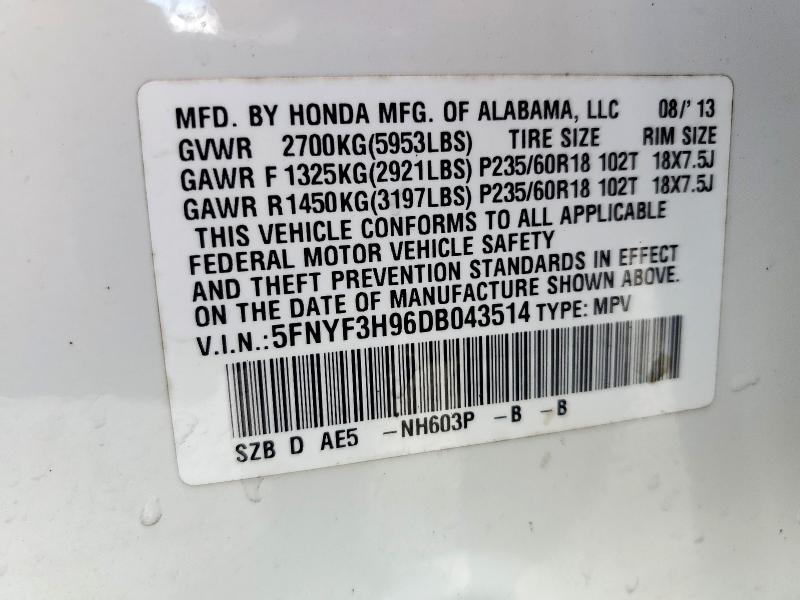 MFD. BY HONDA MFG. OF ALABAMA, LLC 08/'13
GVWR 2700KG(5953LBS) TIRE SIZE RIM SIZE
GAWR F 1325KG(2921LBS) P235/60R18 102T 18X7.5J
GAWR R1450KG(3197LBS) P235/60R18 102T 18X7.5J
THIS VEHICLE CONFORMS TO ALL APPLICABLE
FEDERAL MOTOR VEHICLE SAFETY
AND THEFT PREVENTION STANDARDS IN EFFECT
ON THE DATE OF MANUFACTURE SHOWN ABOVE.
V.I.N.:5FNYF3H96DB043514 TYPE: MPV
SZB D AE5 -NH603P -B -B